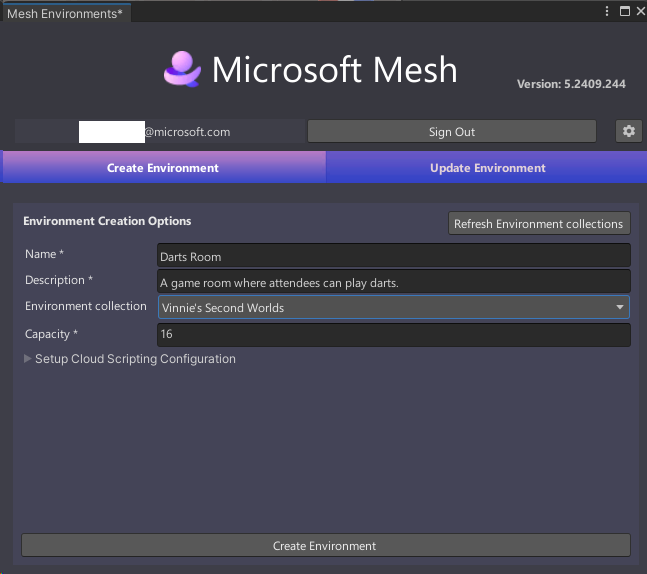 Mesh Environments*
Microsoft Mesh
Version: 5.2409.244
@microsoft.com
Sign Out
Create Environment
Update Environment
Environment Creation Options
Refresh Environment collections
Name *
Darts Room
Description *
A game room where attendees can play darts.
Environment collection
Vinnie's Second Worlds
Capacity *
16
Setup Cloud Scripting Configuration
Create Environment